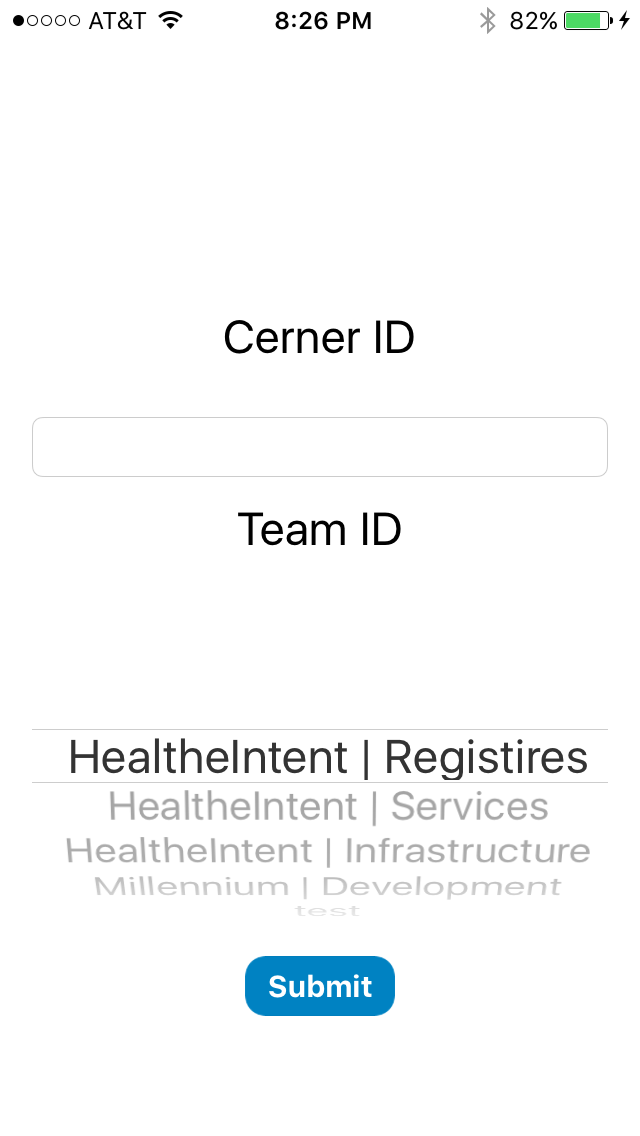 AT&T 8:26 PM 82%
Cerner ID
Team ID
HealtheIntent | Registires
HealtheIntent | Services
HealtheIntent | Infrastructure
Millennium | Development
test
Submit